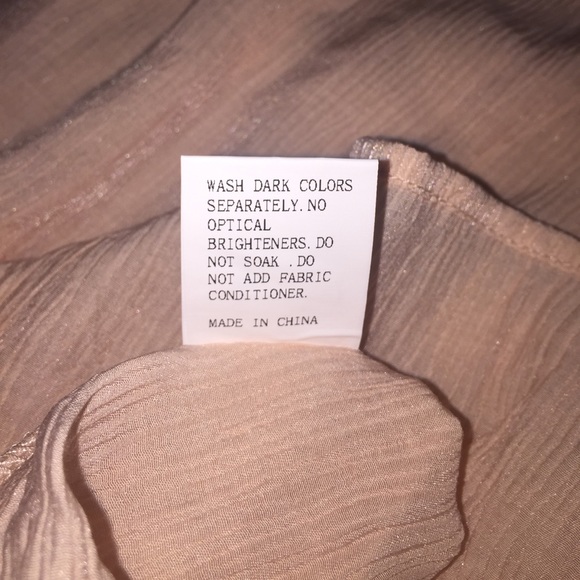 WASH DARK COLORS
SEPARATELY.NO
OPTICAL
BRIGHTENERS.DO
NOT SOAK .DO
NOT ADD FABRIC
CONDITIONER.
MADE IN CHINA